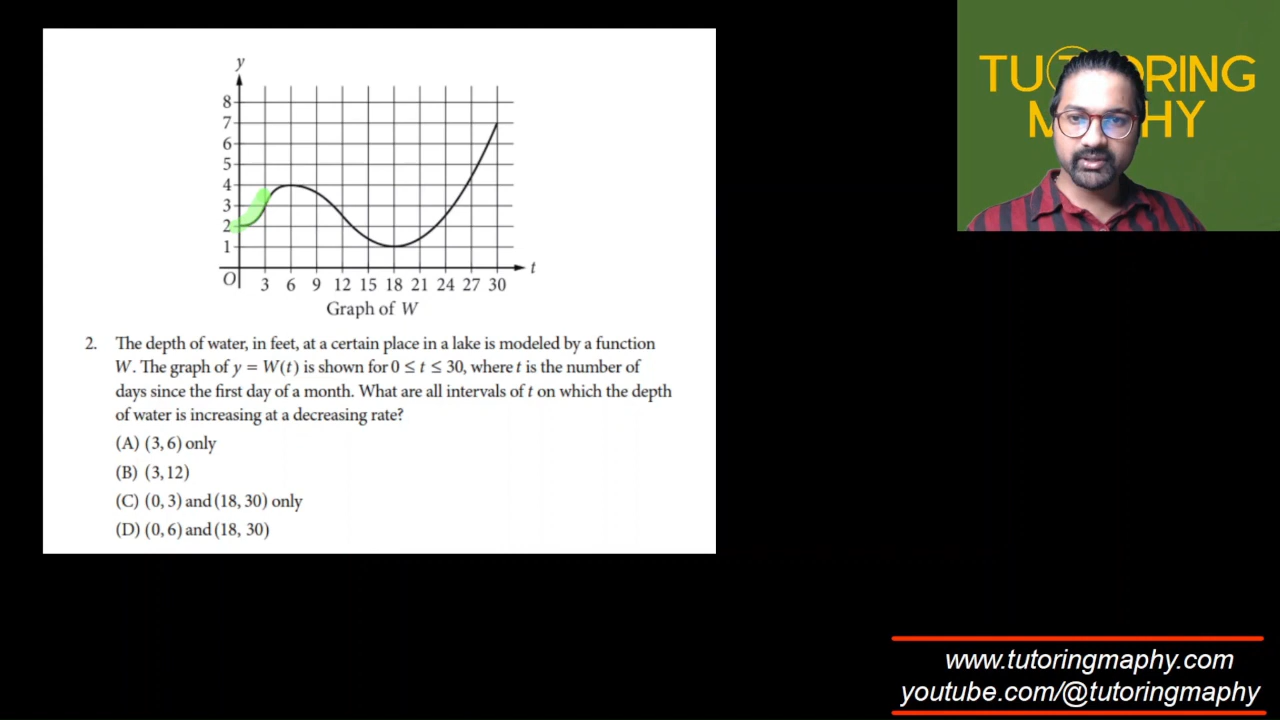 y
8
7
6
5
4
3
2
1
O
3 6 9 12 15 18 21 24 27 30
t
Graph of W
2. The depth of water, in feet, at a certain place in a lake is modeled by a function
W. The graph of y = W(t) is shown for 0 ≤ t ≤ 30, where t is the number of
days since the first day of a month. What are all intervals of t on which the depth
of water is increasing at a decreasing rate?
(A) (3, 6) only
(B) (3, 12)
(C) (0, 3) and (18, 30) only
(D) (0, 6) and (18, 30)
www.tutoringmaphy.com
youtube.com/@tutoringmaphy